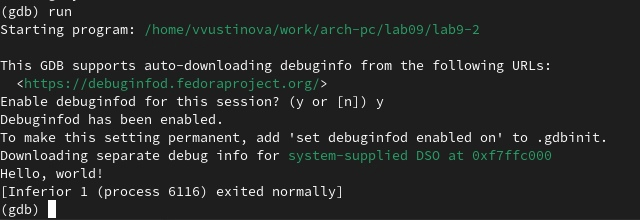 (gdb) run
Starting program: /home/vvustinova/work/arch-pc/lab09/lab9-2

This GDB supports auto-downloading debuginfo from the following URLs:
  <https://debuginfod.fedoraproject.org/>
Enable debuginfod for this session? (y or [n]) y
Debuginfod has been enabled.
To make this setting permanent, add 'set debuginfod enabled on' to .gdbinit.
Downloading separate debug info for system-supplied DSO at 0xf7ffc000
Hello, world!
[Inferior 1 (process 6116) exited normally]
(gdb)